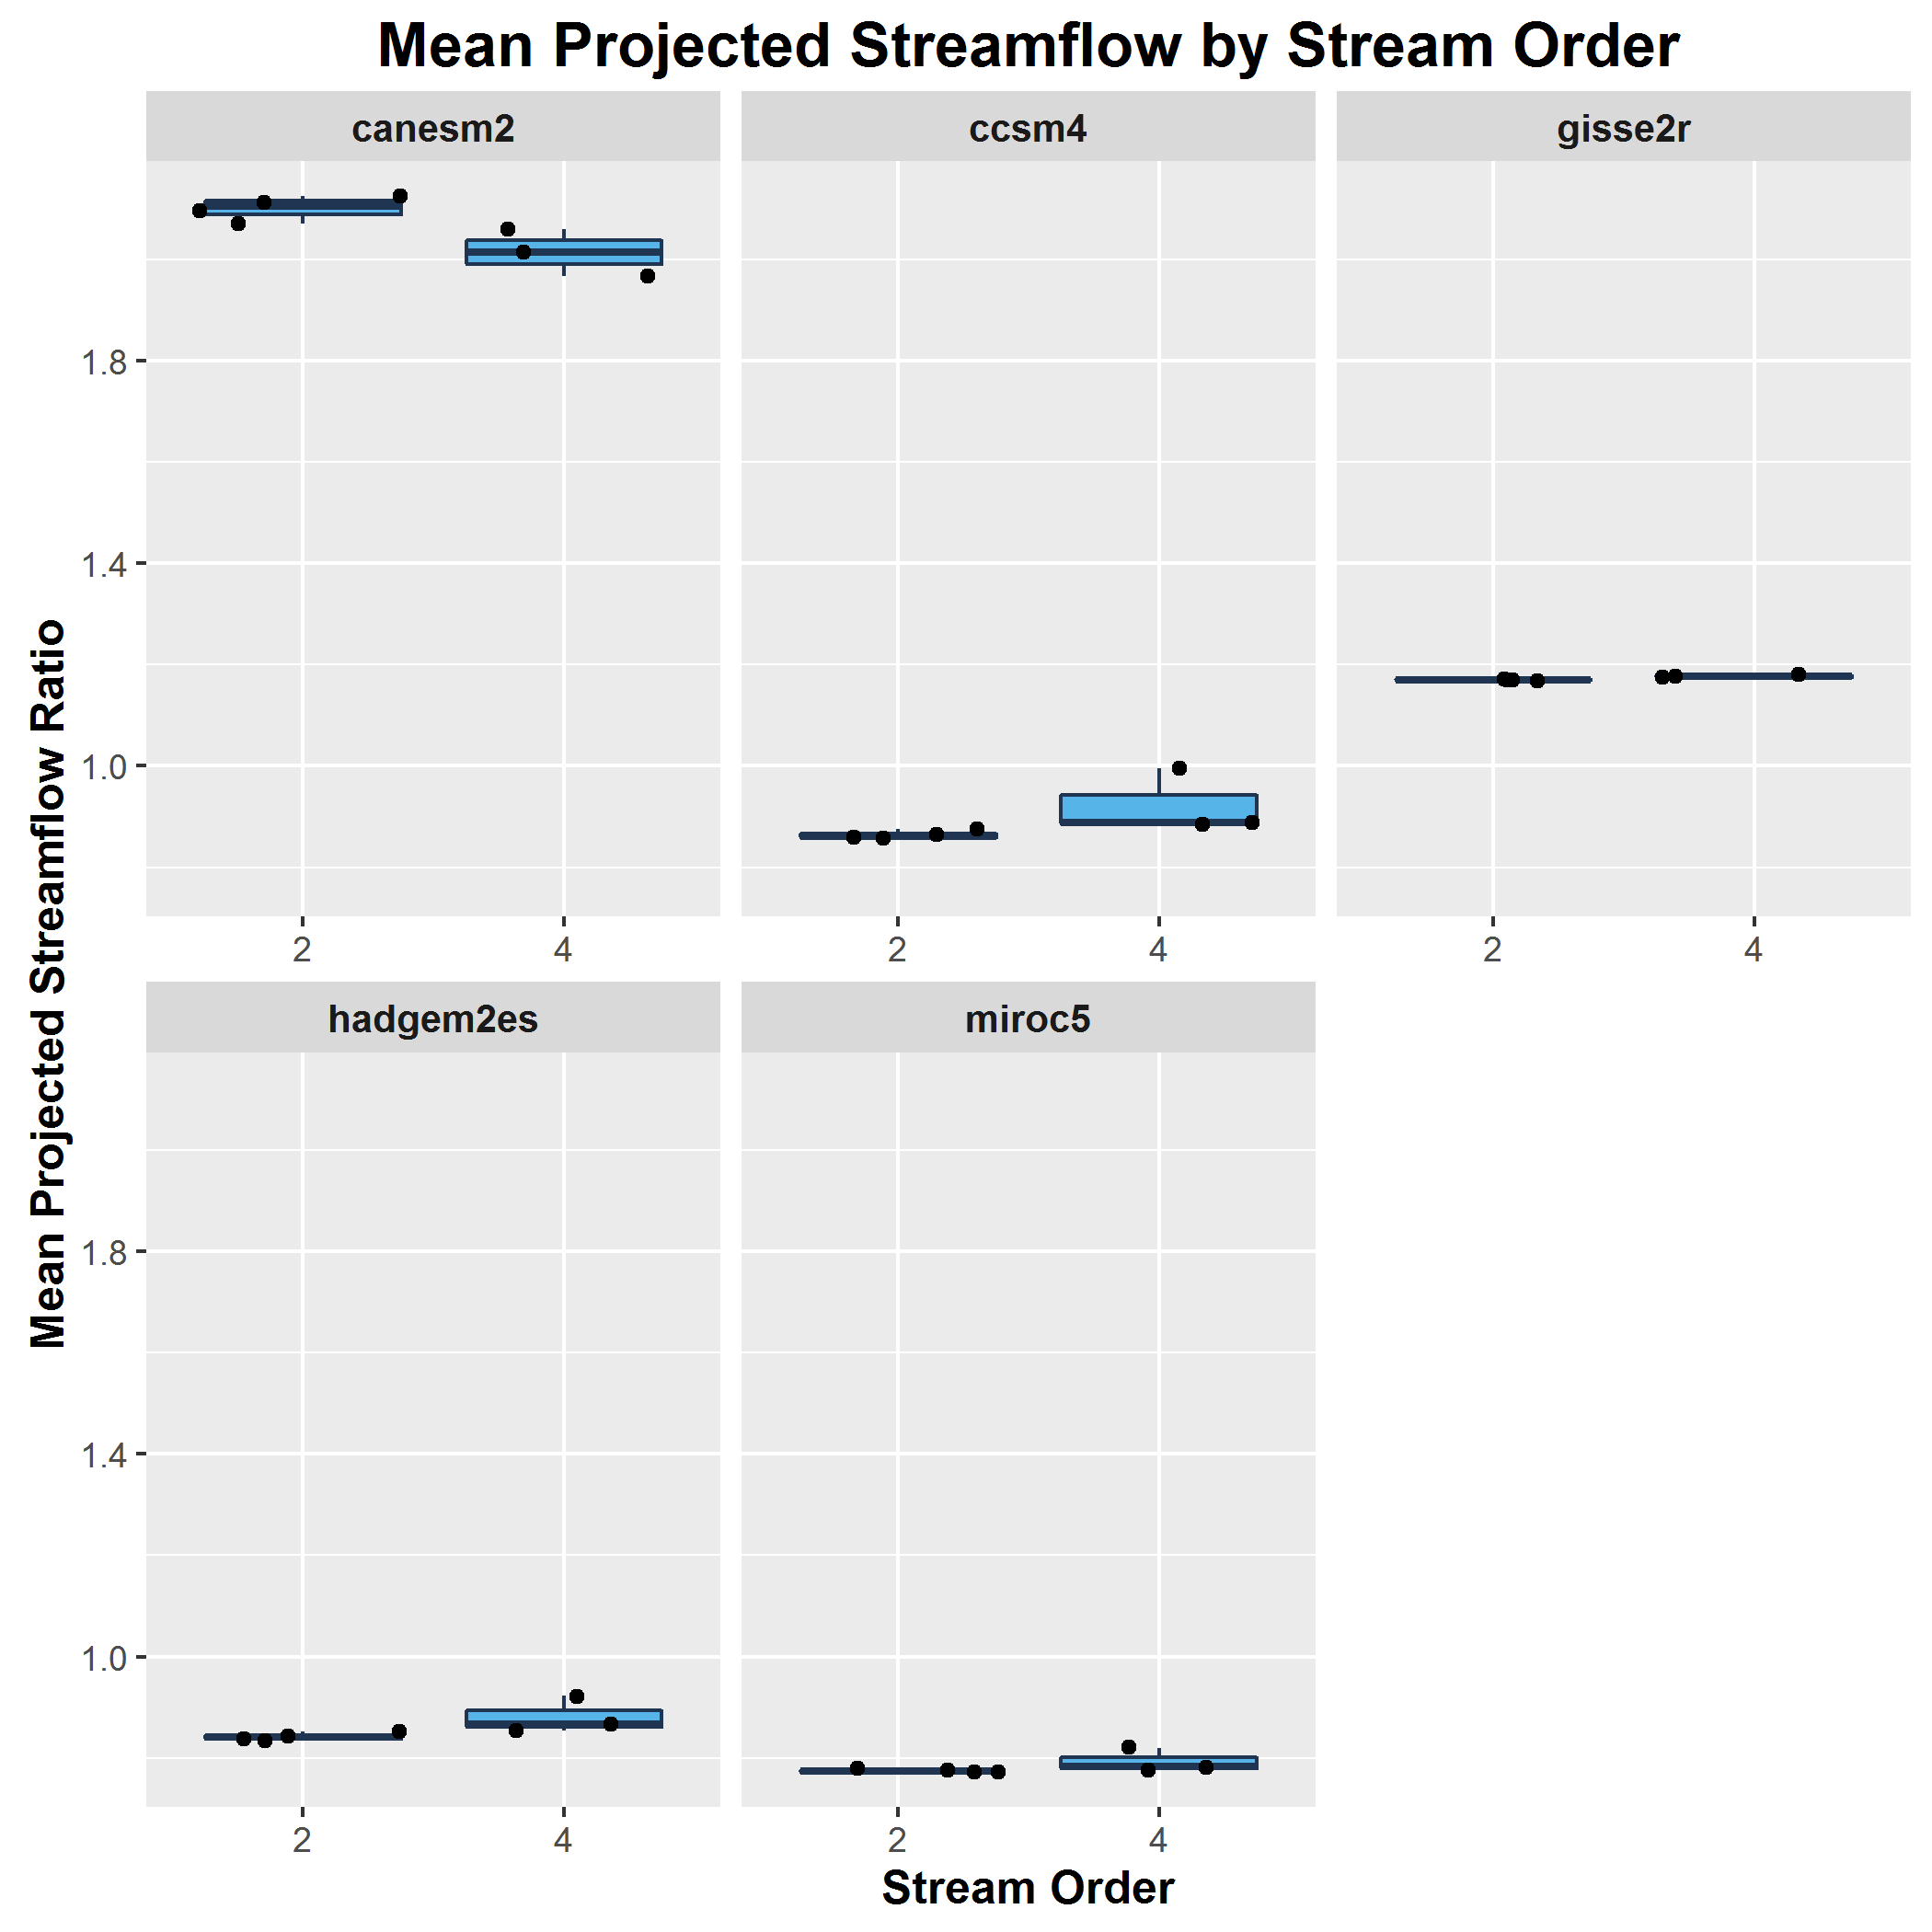 Mean Projected Streamflow by Stream Order
canesm2
ccsm4
gisse2r
1.8
1.4
1.0
2
4
2
4
2
4
Mean Projected Streamflow Ratio
hadgem2es
miroc5
1.8
1.4
1.0
2
4
2
4
Stream Order